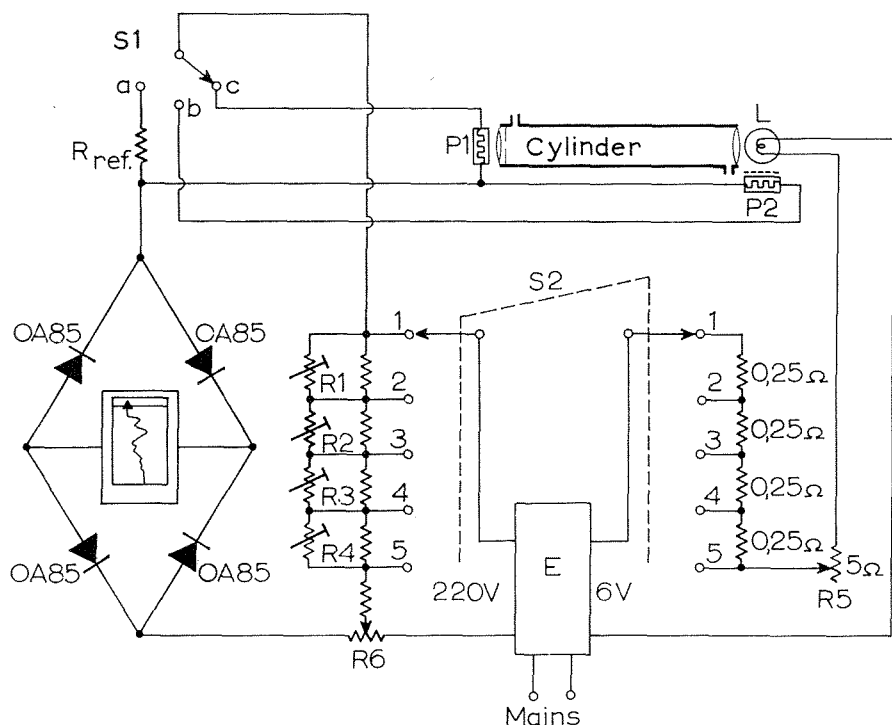 S1
a
b
c
R ref.
P1
Cylinder
L
P2
OA85
OA85
OA85
OA85
S2
1
2
3
4
5
R1
R2
R3
R4
R6
220V
E
6V
Mains
1
2
3
4
5
0,25Ω
0,25Ω
0,25Ω
0,25Ω
5Ω
R5